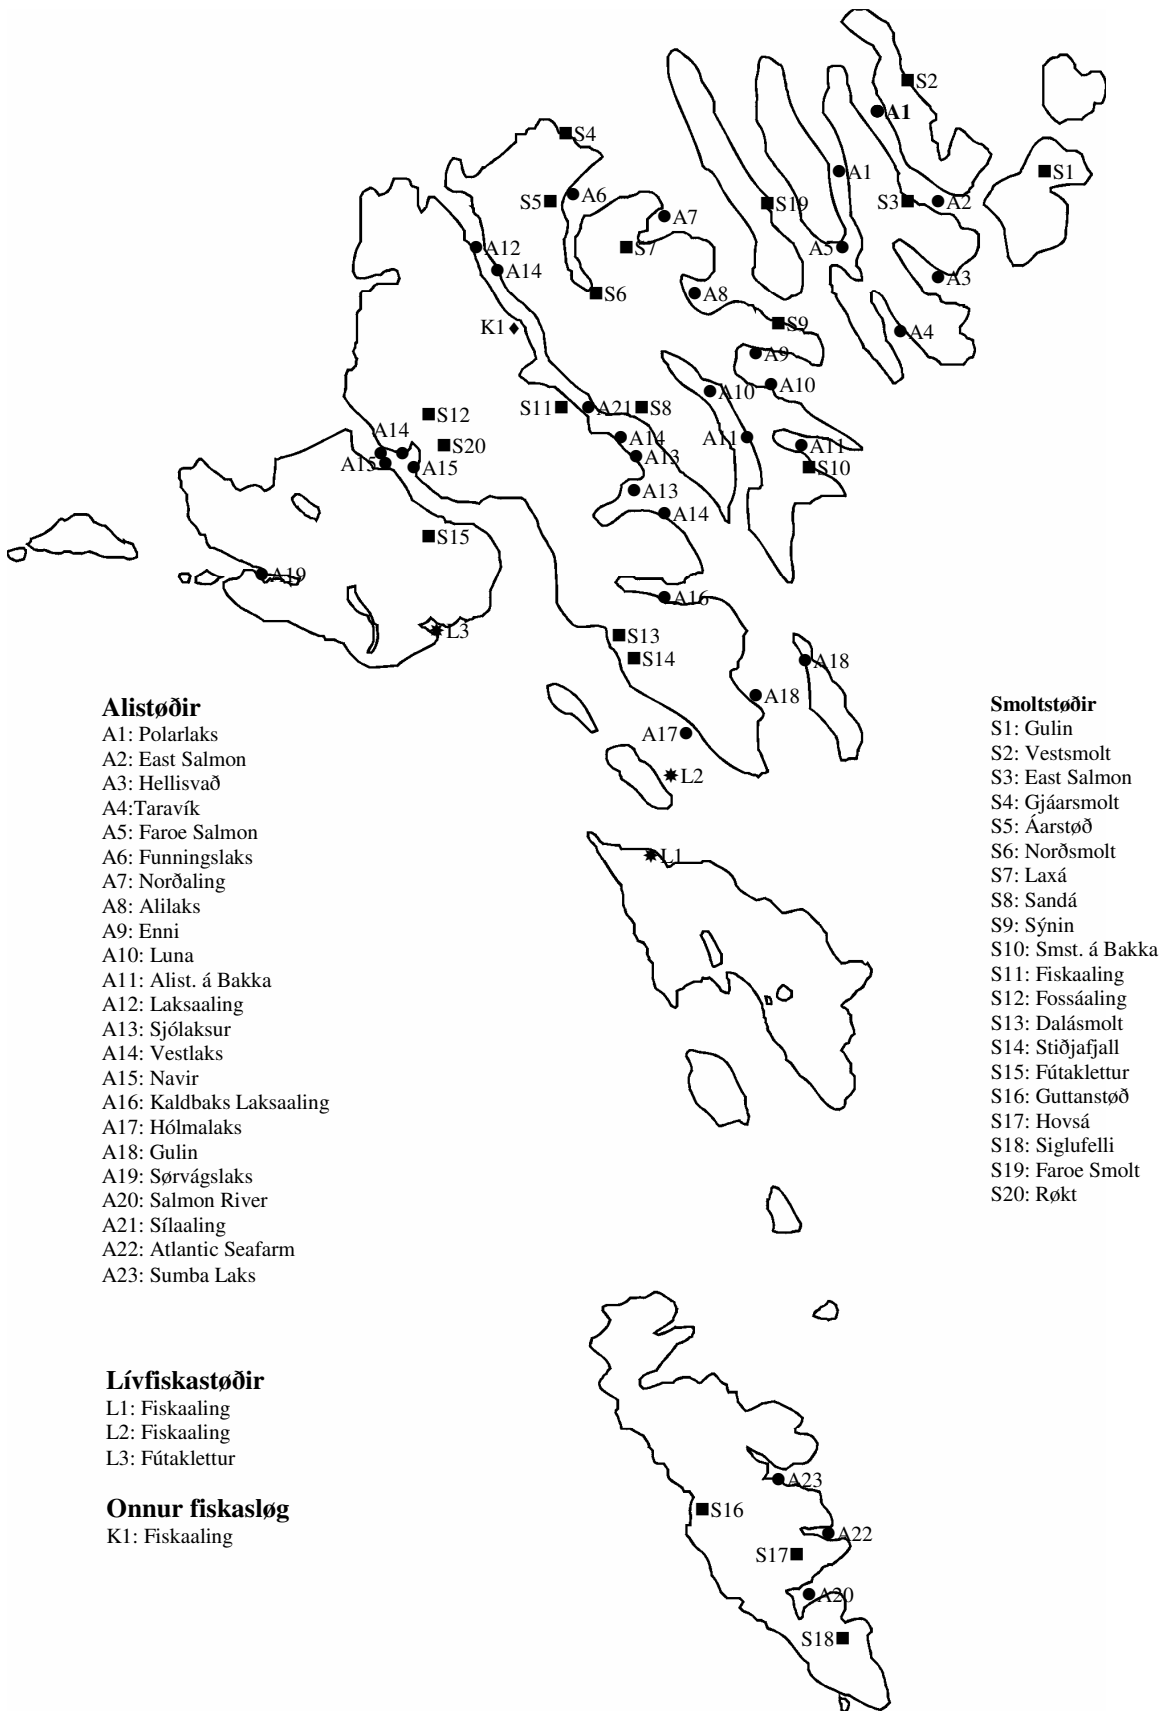 S2
A1
S4
A1
S1
S5
A6
S19
S3
A2
A7
A12
S7
A5
A14
A3
S6
A8
K1
S9
A4
A9
A10
A10
S11
A21
S8
S12
A14
A14
A11
A11
S20
A13
A15
A15
S10
A13
A14
S15
A19
A16
L3
S13
S14
A18
A18
A17
L2
L1
Alistøðir
A1: Polarlaks
A2: East Salmon
A3: Hellisvað
A4:Taravík
A5: Faroe Salmon
A6: Funningslaks
A7: Norðaling
A8: Alilaks
A9: Enni
A10: Luna
A11: Alist. á Bakka
A12: Laksaaling
A13: Sjólaksur
A14: Vestlaks
A15: Navir
A16: Kaldbaks Laksaaling
A17: Hólmalaks
A18: Gulin
A19: Sørvágslaks
A20: Salmon River
A21: Sílaaling
A22: Atlantic Seafarm
A23: Sumba Laks
Smoltstøðir
S1: Gulin
S2: Vestsmolt
S3: East Salmon
S4: Gjáarsmolt
S5: Áarstøð
S6: Norðsmolt
S7: Laxá
S8: Sandá
S9: Sýnin
S10: Smst. á Bakka
S11: Fiskaaling
S12: Fossáaling
S13: Dalásmolt
S14: Stiðjafjall
S15: Fútaklettur
S16: Guttanstøð
S17: Hovsá
S18: Siglufelli
S19: Faroe Smolt
S20: Røkt
Lívfiskastøðir
L1: Fiskaaling
L2: Fiskaaling
L3: Fútaklettur
Onnur fiskasløg
K1: Fiskaaling
A23
S16
A22
S17
A20
S18